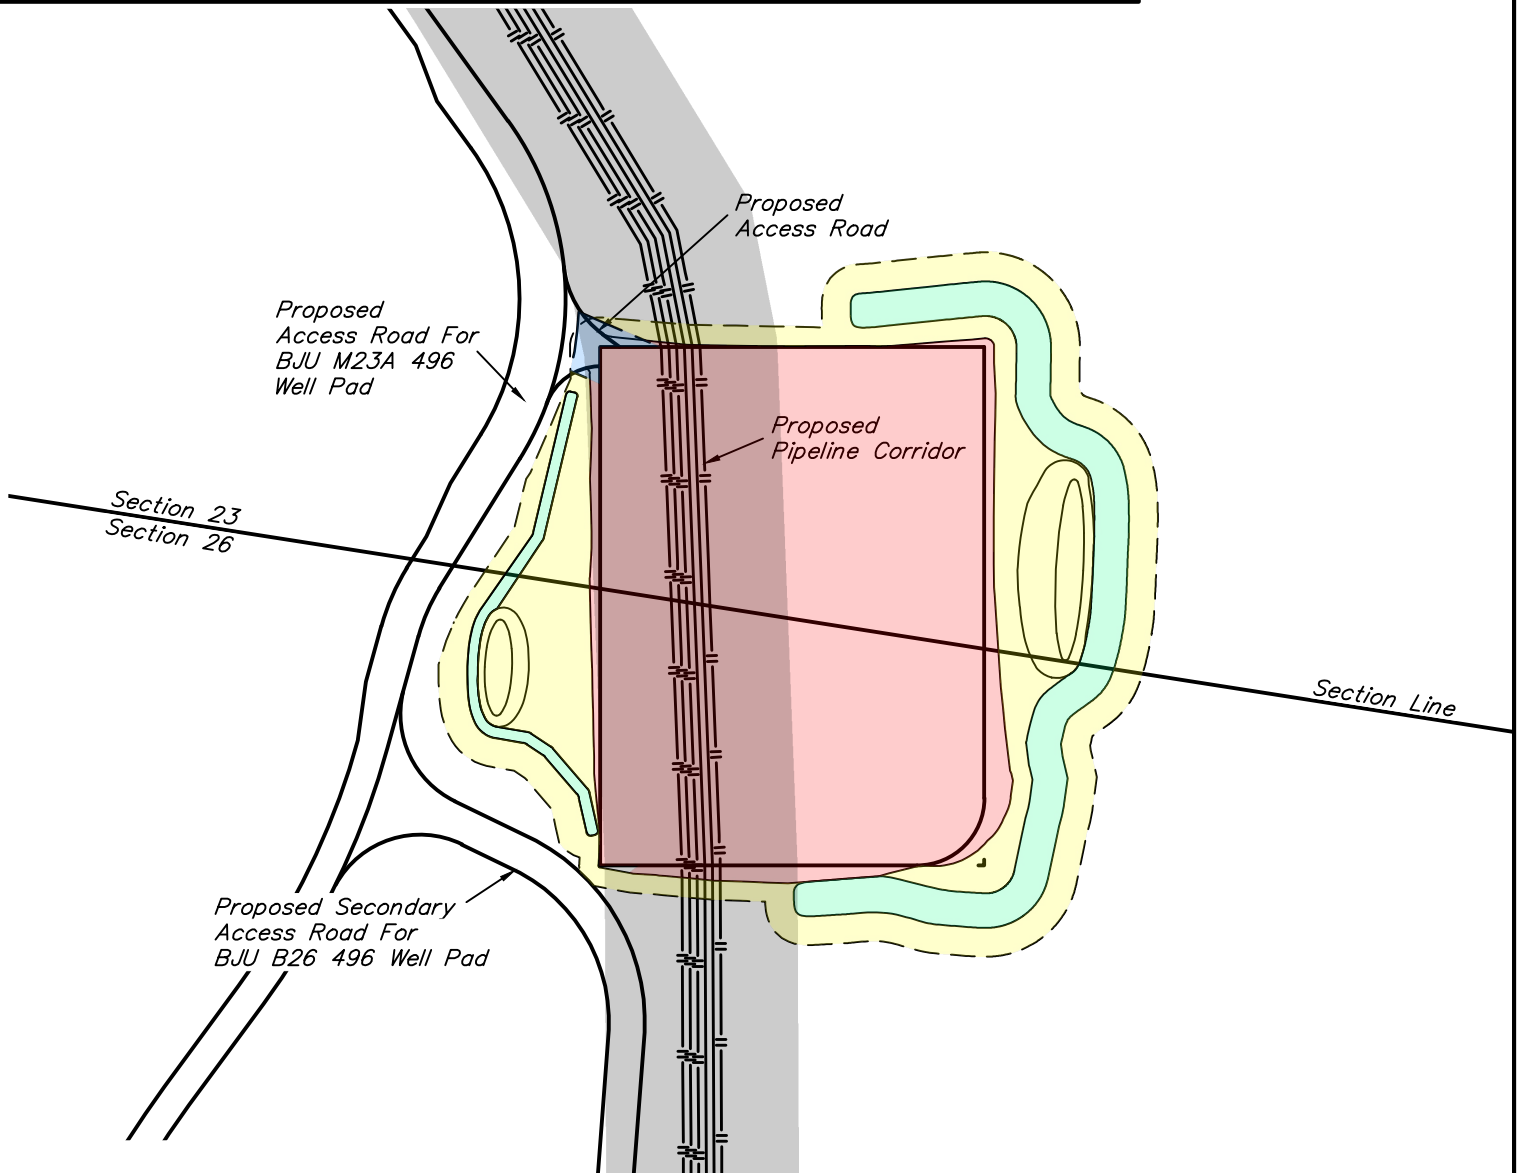 Proposed
Access Road
Proposed
Access Road For
BJU M23A 496
Well Pad
Proposed
Pipeline Corridor
Section 23
Section 26
Section Line
Proposed Secondary
Access Road For
BJU B26 496 Well Pad